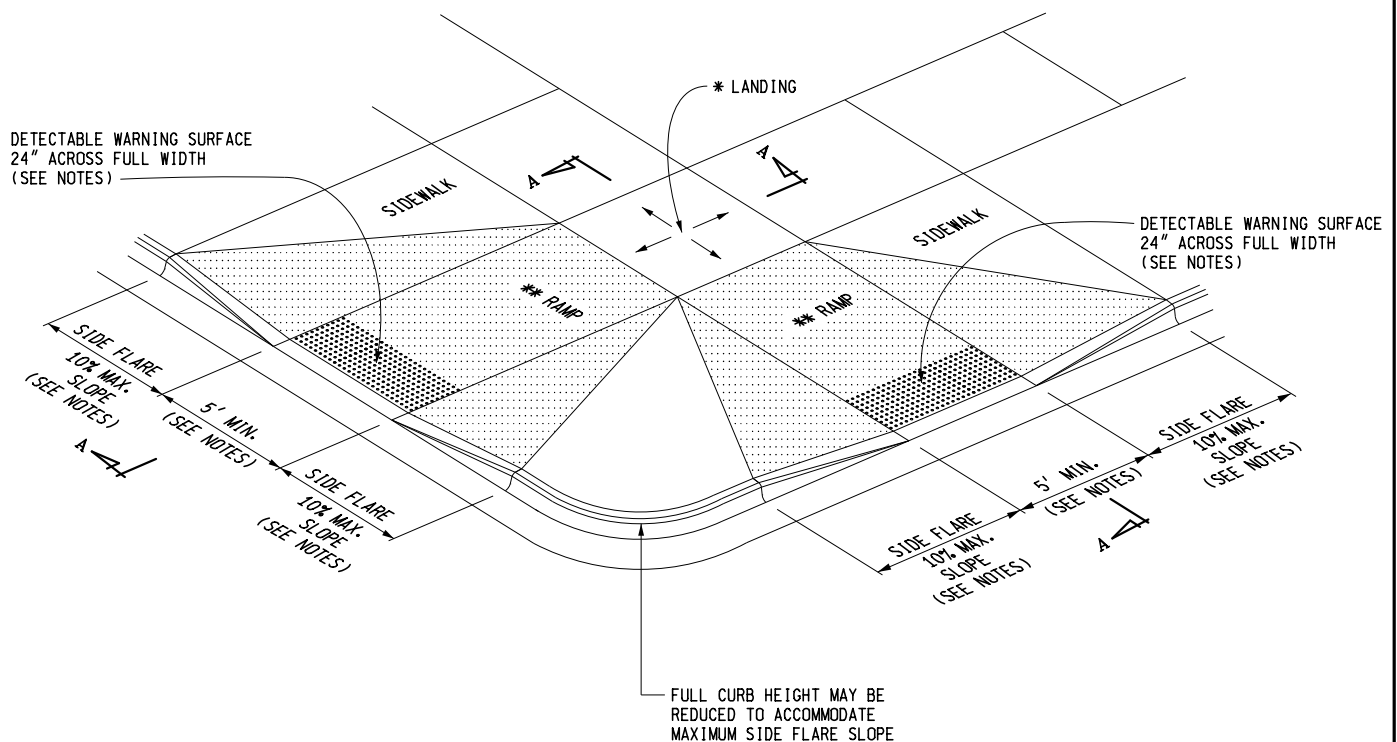 * LANDING
DETECTABLE WARNING SURFACE
24" ACROSS FULL WIDTH
(SEE NOTES)
A
A
SIDEWALK
SIDEWALK
DETECTABLE WARNING SURFACE
24" ACROSS FULL WIDTH
(SEE NOTES)
** RAMP
** RAMP
SIDE FLARE
10% MAX.
SLOPE
(SEE NOTES)
5' MIN.
(SEE NOTES)
SIDE FLARE
10% MAX.
SLOPE
(SEE NOTES)
A
SIDE FLARE
10% MAX.
SLOPE
(SEE NOTES)
5' MIN.
(SEE NOTES)
SIDE FLARE
10% MAX.
SLOPE
(SEE NOTES)
A
FULL CURB HEIGHT MAY BE
REDUCED TO ACCOMMODATE
MAXIMUM SIDE FLARE SLOPE